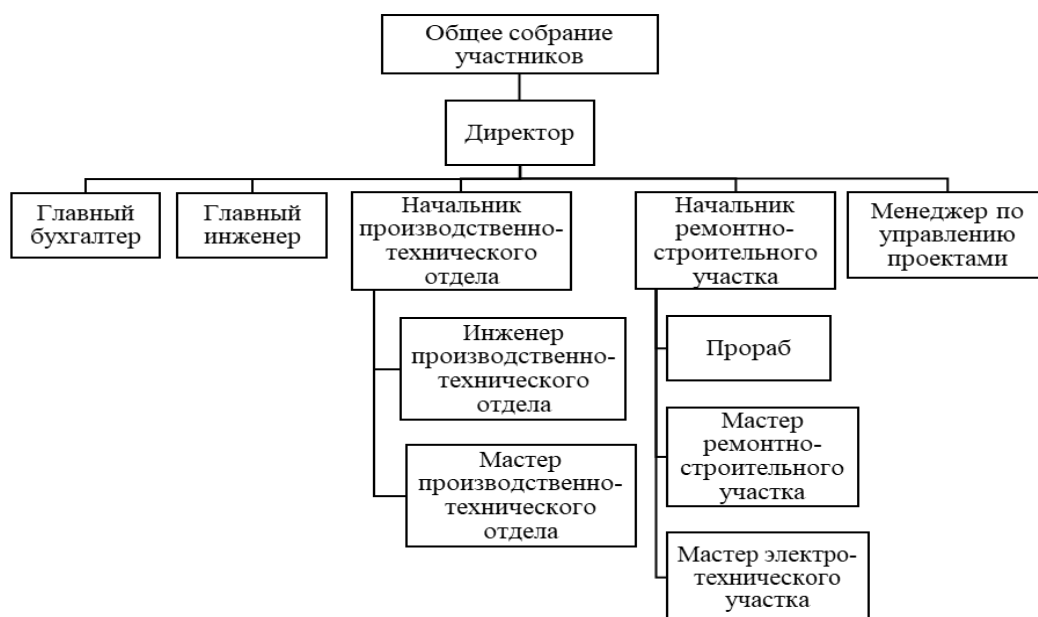 Общее собрание
участников
Директор
Главный
бухгалтер
Главный
инженер
Начальник
производственно-
технического
отдела
Начальник
ремонтно-
строительного
участка
Менеджер по
управлению
проектами
Инженер
производственно-
технического
отдела
Мастер
производственно-
технического
отдела
Прораб
Мастер
ремонтно-
строительного
участка
Мастер электро-
технического
участка